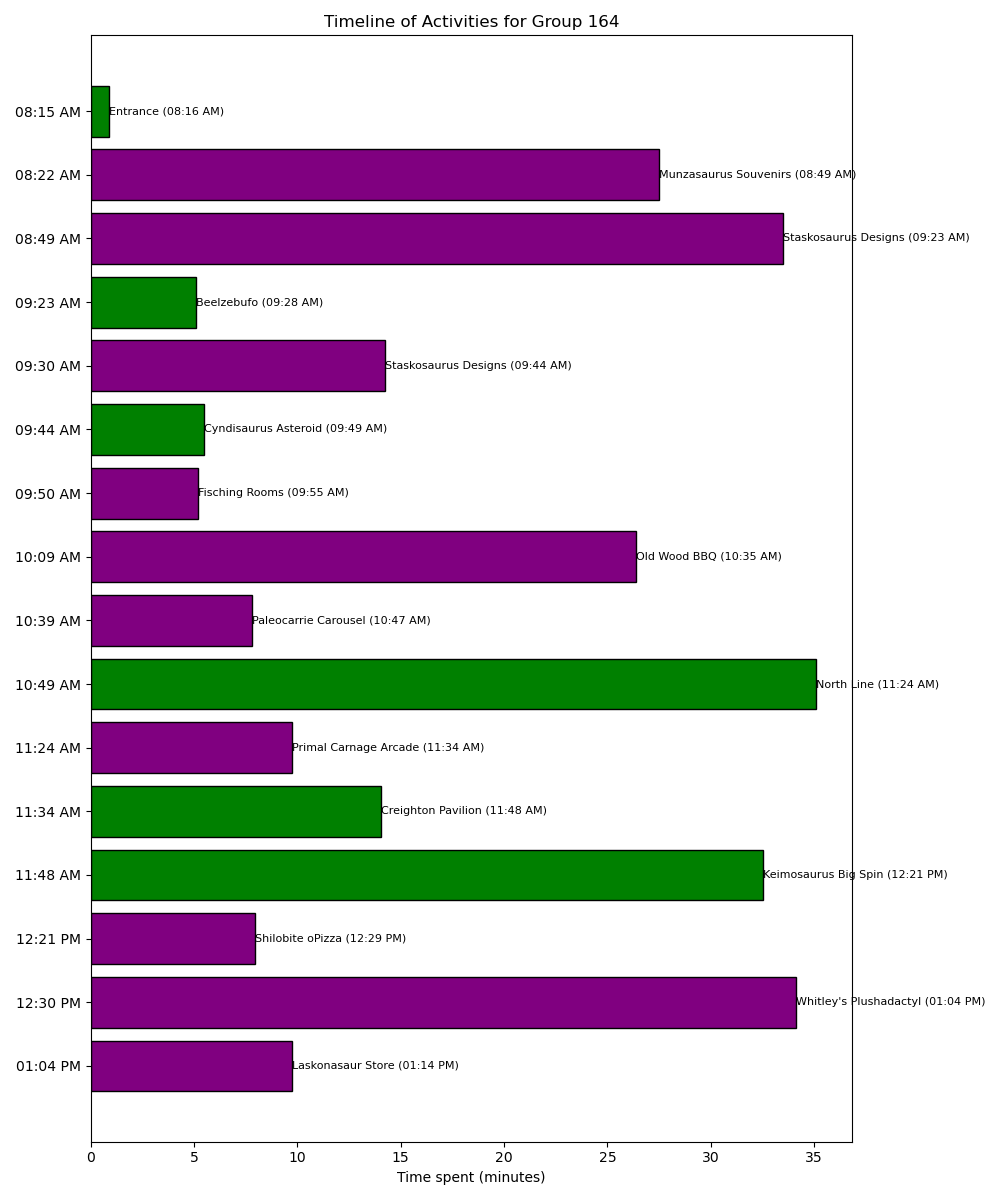 Timeline of Activities for Group 164
08:15 AM Entrance (08:16 AM)
08:22 AM Munzasaurus Souvenirs (08:49 AM)
08:49 AM Staskosaurus Designs (09:23 AM)
09:23 AM Beelzebufo (09:28 AM)
09:30 AM Staskosaurus Designs (09:44 AM)
09:44 AM Cyndisaurus Asteroid (09:49 AM)
09:50 AM Fisching Rooms (09:55 AM)
10:09 AM Old Wood BBQ (10:35 AM)
10:39 AM Paleocarrie Carousel (10:47 AM)
10:49 AM North Line (11:24 AM)
11:24 AM Primal Carnage Arcade (11:34 AM)
11:34 AM Creighton Pavilion (11:48 AM)
11:48 AM Keimosaurus Big Spin (12:21 PM)
12:21 PM Shilobite oPizza (12:29 PM)
12:30 PM Whitley's Plushadactyl (01:04 PM)
01:04 PM Laskonasaur Store (01:14 PM)
0 5 10 15 20 25 30 35
Time spent (minutes)